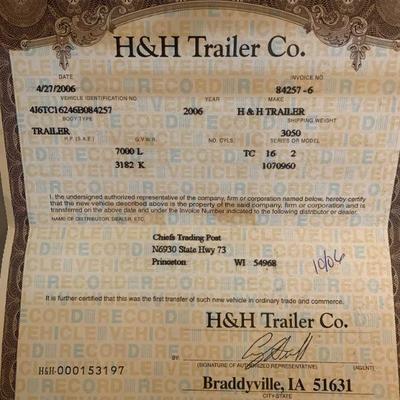 H&H Trailer Co.
DATE INVOICE NO
4/27/2006 84257 -6
VEHICLE IDENTIFICATION NO. YEAR MAKE
4J6TC16246B084257 2006 H & H TRAILER
BODY TYPE SHIPPING WEIGHT
TRAILER 3050
H.P. (S.A.E.) G.V.W.R. NO. CYLS. SERIES OR MODEL
7000 L TC 16 2
3182 K 1070960
I, the undersigned authorized representative of the company, firm or corporation named below, hereby certify
that the new vehicle described above is the property of the said company, firm or corporation and is
transferred on the above date and under the Invoice Number indicated to the following distributor or dealer.
NAME OF DISTRIBUTOR, DEALER, ETC.
Chiefs Trading Post
N6930 State Hwy 73
Princeton WI 54968
10/06
It is further certified that this was the first transfer of such new vehicle in ordinary trade and commerce.
H&H Trailer Co.
BY:
(SIGNATURE OF AUTHORIZED REPRESENTATIVE) (AGENT)
H&H-000153197
Braddyville, IA 51631
CITY-STATE